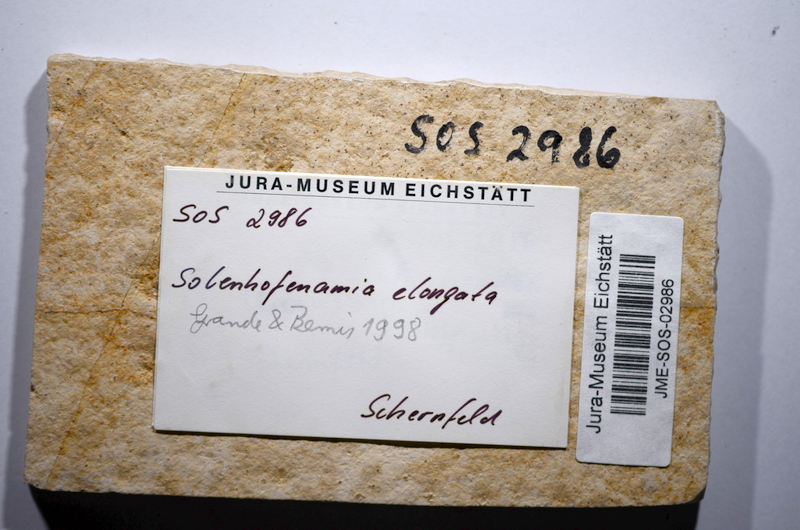 SOS 2986
JURA-MUSEUM EICHSTÄTT
SOS 2986
Solenhofenamia elongata
Grande & Bemis 1998
Schernfeld
Jura-Museum Eichstätt
JME-SOS-02986